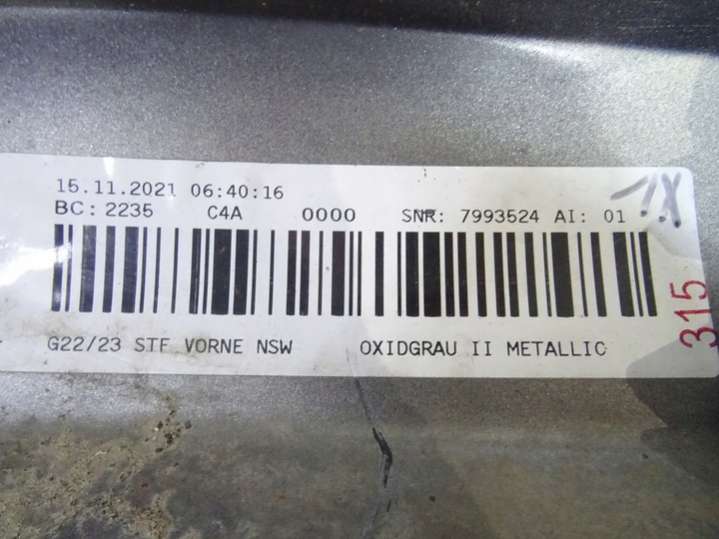 15.11.2021 06:40:16
BC: 2235 C4A 0000 SNR: 7993524 AI: 01
G22/23 STF VORNE NSW OXIDGRAU II METALLIC
1X
315